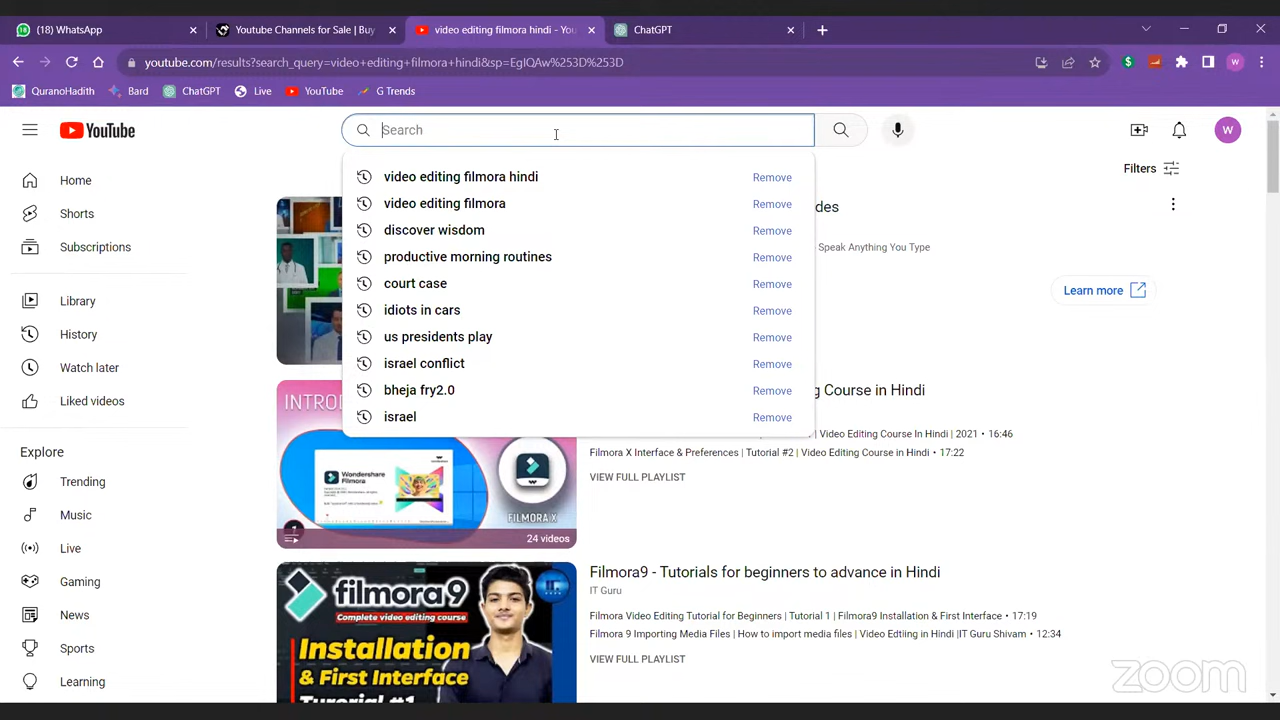 (18) WhatsApp
Youtube Channels for Sale | Buy
video editing filmora hindi - You
ChatGPT
youtube.com/results?search_query=video+editing+filmora+hindi&sp=EgIQAw%253D%253D
QuranoHadith
Bard
ChatGPT
Live
YouTube
G Trends
YouTube
Search
W
W
Filters
Home
Shorts
Subscriptions
Library
History
Watch later
Liked videos
Explore
Trending
Music
Live
Gaming
News
Sports
Learning
video editing filmora hindi Remove
video editing filmora Remove
discover wisdom Remove
productive morning routines Remove
court case Remove
idiots in cars Remove
us presidents play Remove
israel conflict Remove
bheja fry2.0 Remove
israel Remove
des
Speak Anything You Type
Learn more
g Course in Hindi
| Video Editing Course In Hindi | 2021 • 16:46
Filmora X Interface & Preferences | Tutorial #2 | Video Editing Course in Hindi • 17:22
VIEW FULL PLAYLIST
INTRO
Wondershare
Filmora
FILMORA X
24 videos
Filmora9 - Tutorials for beginners to advance in Hindi
IT Guru
Filmora Video Editing Tutorial for Beginners | Tutorial 1 | Filmora9 Installation & First Interface • 17:19
Filmora 9 Importing Media Files | How to import media files | Video Edtiing in Hindi |IT Guru Shivam • 12:34
VIEW FULL PLAYLIST
filmora9
Complete video editing course
Installation
& First Interface
Tutorial #1
zoom